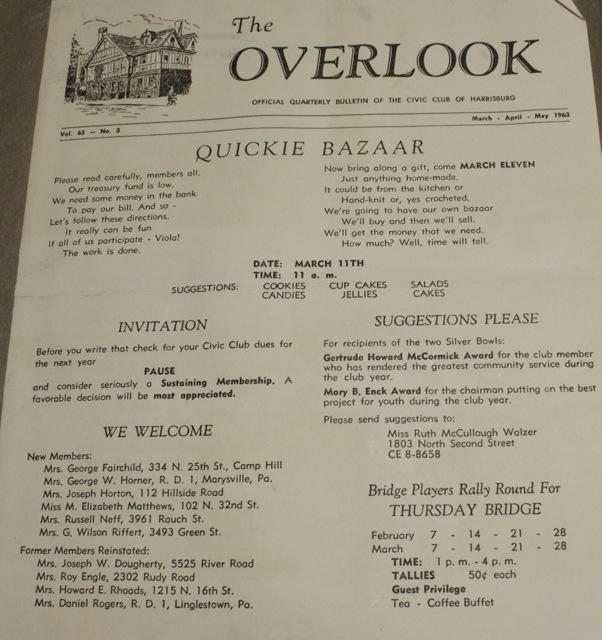 The
OVERLOOK
OFFICIAL QUARTERLY BULLETIN OF THE CIVIC CLUB OF HARRISBURG
Vol. 65 — No. 3
March - April - May 1963
QUICKIE BAZAAR
Please read carefully, members all.
Our treasury fund is low.
We need some money in the bank
To pay our bill. And so -
Let's follow these directions.
It really can be fun
If all of us participate - Viola!
The work is done.
Now bring along a gift, come MARCH ELEVEN
Just anything home-made.
It could be from the kitchen or
Hand-knit or, yes crocheted.
We're going to have our own bazaar
We'll buy and then we'll sell.
We'll get the money that we need.
How much? Well, time will tell.
DATE: MARCH 11TH
TIME: 11 a. m.
SUGGESTIONS: COOKIES CUP CAKES SALADS
CANDIES JELLIES CAKES
INVITATION
Before you write that check for your Civic Club dues for
the next year
PAUSE
and consider seriously a Sustaining Membership. A
favorable decision will be most appreciated.
WE WELCOME
New Members:
Mrs. George Fairchild, 334 N. 25th St., Camp Hill
Mrs. George W. Horner, R. D. 1, Marysville, Pa.
Mrs. Joseph Horton, 112 Hillside Road
Miss M. Elizabeth Matthews, 102 N. 32nd St.
Mrs. Russell Neff, 3961 Rauch St.
Mrs. G. Wilson Riffert, 3493 Green St.
Former Members Reinstated:
Mrs. Joseph W. Dougherty, 5525 River Road
Mrs. Roy Engle, 2302 Rudy Road
Mrs. Howard E. Rhoads, 1215 N. 16th St.
Mrs. Daniel Rogers, R. D. 1, Linglestown, Pa.
SUGGESTIONS PLEASE
For recipients of the two Silver Bowls:
Gertrude Howard McCormick Award for the club member
who has rendered the greatest community service during
the club year.
Mary B. Enck Award for the chairman putting on the best
project for youth during the club year.
Please send suggestions to:
Miss Ruth McCullough Walzer
1803 North Second Street
CE 8-8658
Bridge Players Rally Round For
THURSDAY BRIDGE
February 7 - 14 - 21 - 28
March 7 - 14 - 21 - 28
TIME: 1 p. m. - 4 p. m.
TALLIES 50¢ each
Guest Privilege
Tea - Coffee Buffet